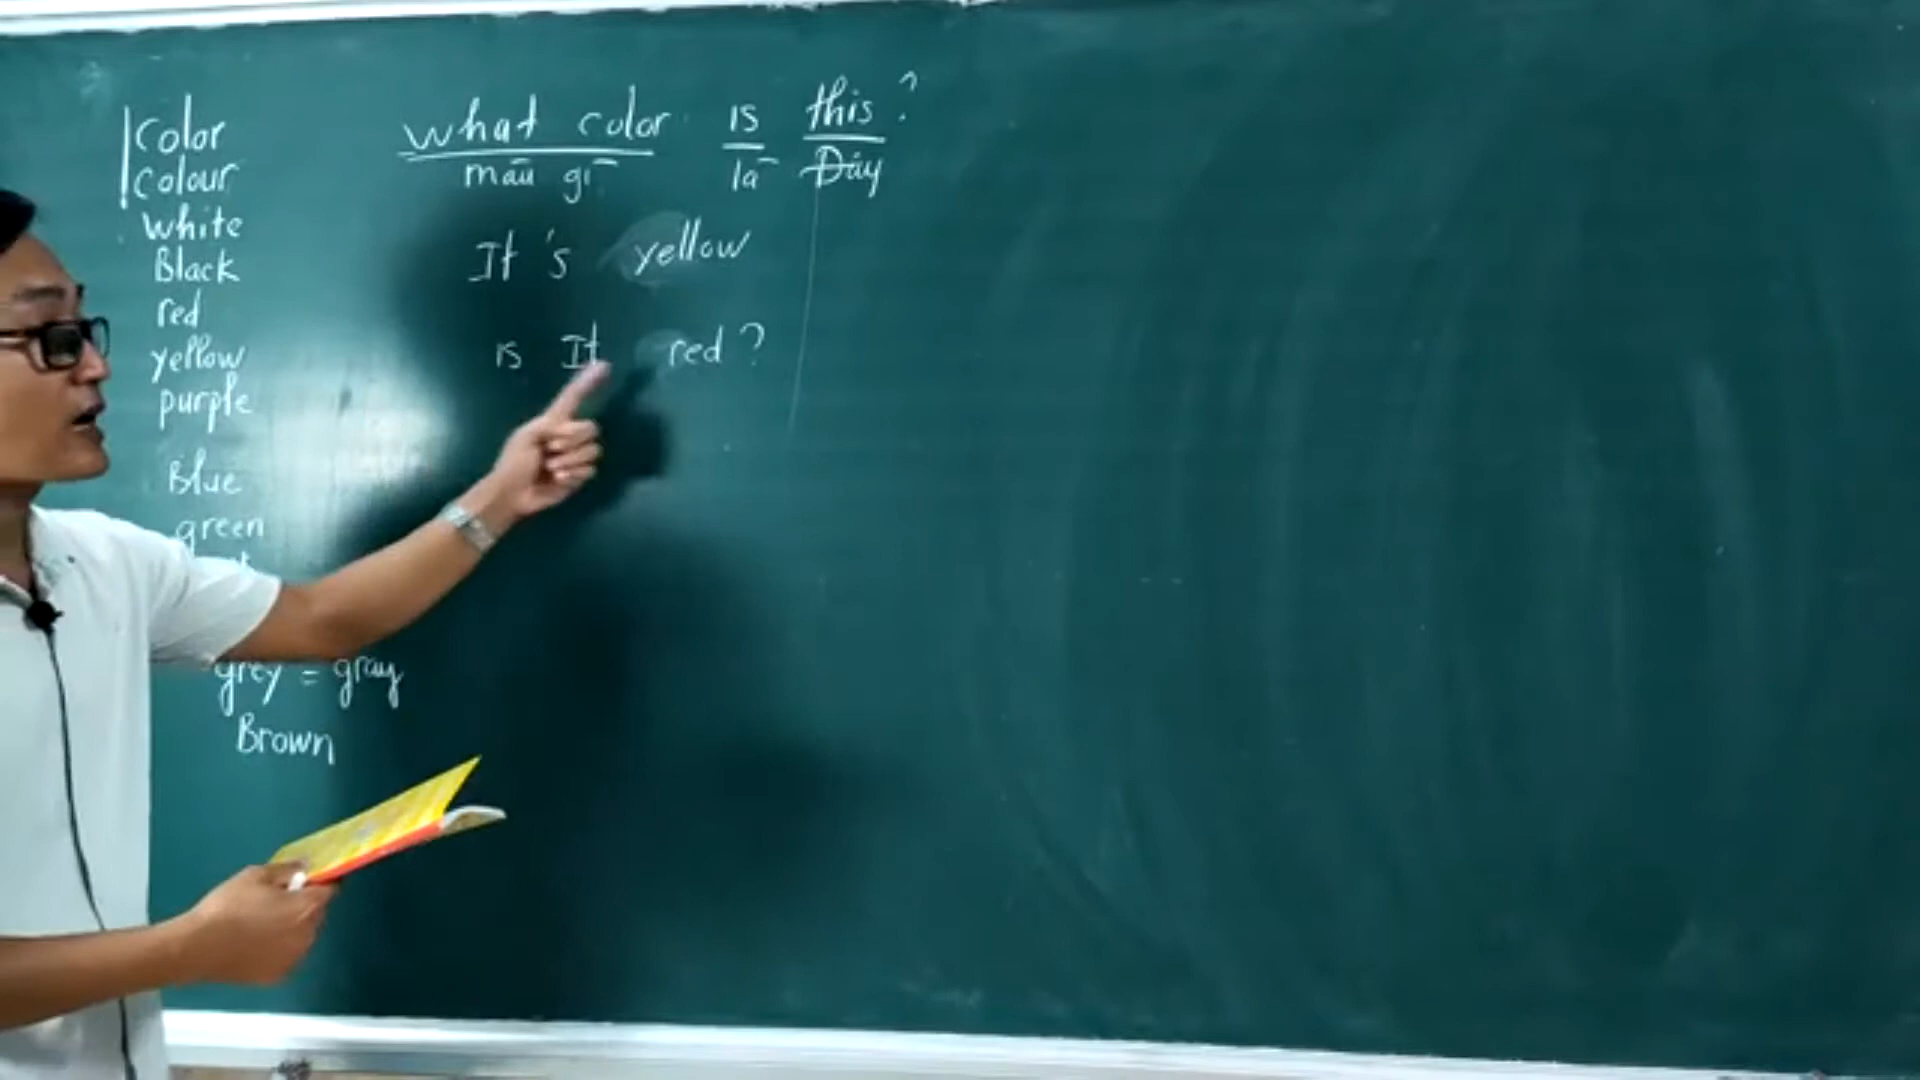 color
colour
white
Black
red
yellow
purple
Blue
green
grey = gray
Brown
what color is this?
màu gì là Đây
It's yellow
is It red?